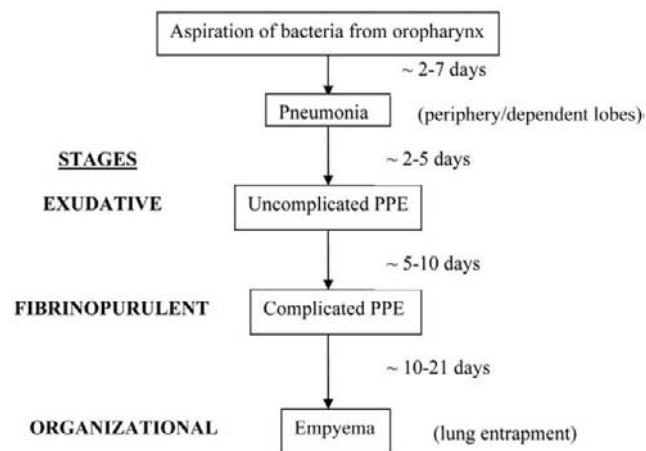 Aspiration of bacteria from oropharynx
~ 2-7 days
Pneumonia (periphery/dependent lobes)
~ 2-5 days
STAGES
EXUDATIVE Uncomplicated PPE
~ 5-10 days
FIBRINOPURULENT Complicated PPE
~ 10-21 days
ORGANIZATIONAL Empyema (lung entrapment)